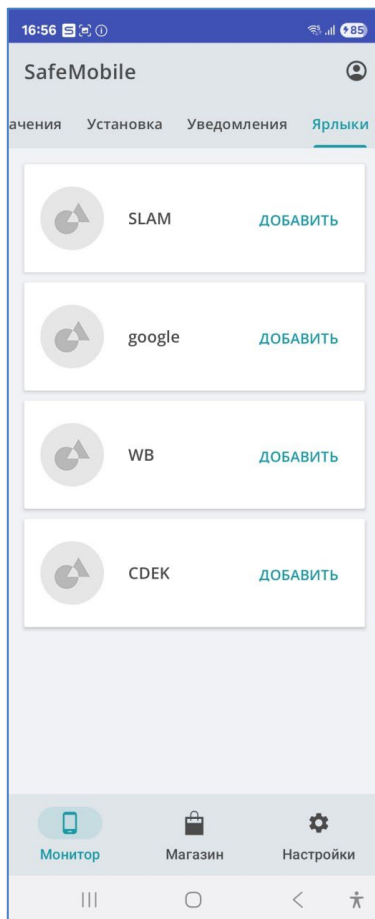 16:56 85
SafeMobile
ачения Установка Уведомления Ярлыки
SLAM ДОБАВИТЬ
google ДОБАВИТЬ
WB ДОБАВИТЬ
CDEK ДОБАВИТЬ
Монитор Магазин Настройки